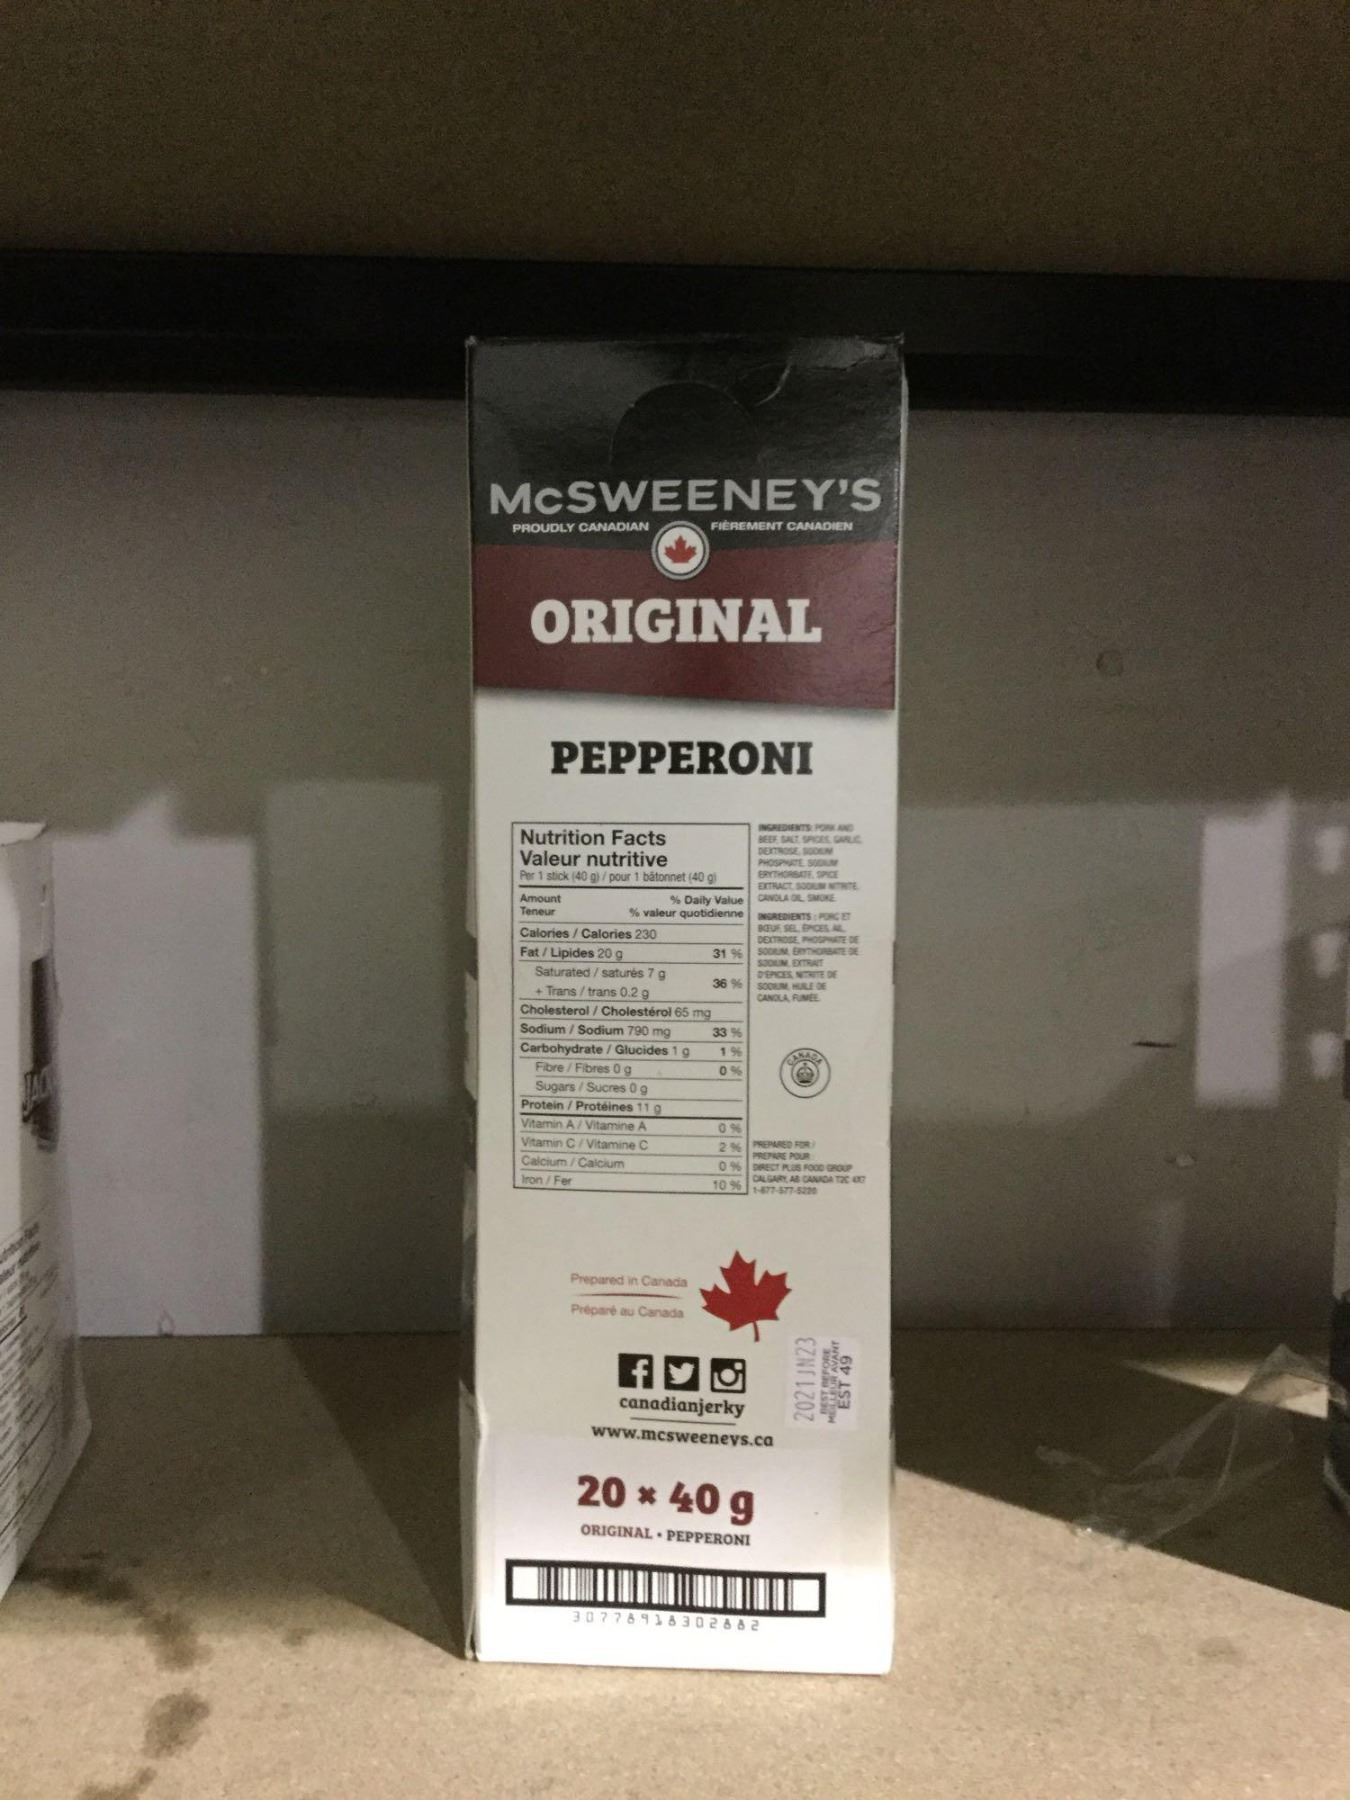 McSWEENEY'S
PROUDLY CANADIAN FIÈREMENT CANADIEN
ORIGINAL
PEPPERONI
Nutrition Facts
Valeur nutritive
Per 1 stick (40 g) / pour 1 bâtonnet (40 g)
Amount % Daily Value
Teneur % valeur quotidienne
Calories / Calories 230
Fat / Lipides 20 g 31 %
Saturated / saturés 7 g
+ Trans / trans 0.2 g 36 %
Cholesterol / Cholestérol 65 mg
Sodium / Sodium 790 mg 33 %
Carbohydrate / Glucides 1 g 1 %
Fibre / Fibres 0 g 0 %
Sugars / Sucres 0 g
Protein / Protéines 11 g
Vitamin A / Vitamine A 0 %
Vitamin C / Vitamine C 2 %
Calcium / Calcium 0 %
Iron / Fer 10 %
INGREDIENTS: PORK AND
BEEF, SALT, SPICES, GARLIC,
DEXTROSE, SODIUM
PHOSPHATE, SODIUM
ERYTHORBATE, SPICE
EXTRACT, SODIUM NITRITE,
CANOLA OIL, SMOKE.
INGREDIENTS : PORC ET
BŒUF, SEL, ÉPICES, AIL,
DEXTROSE, PHOSPHATE DE
SODIUM, ÉRYTHORBATE DE
SODIUM, EXTRAIT
D'ÉPICES, NITRITE DE
SODIUM, HUILE DE
CANOLA, FUMÉE.
CANADA
PREPARED FOR /
PRÉPARÉ POUR :
DIRECT PLUS FOOD GROUP
CALGARY, AB CANADA T2C 4X7
1-877-577-5220
Prepared in Canada
Préparé au Canada
2021JN23
BEST BEFORE
MEILLEUR AVANT
EST 49
canadianjerky
www.mcsweeneys.ca
20 × 40 g
ORIGINAL • PEPPERONI
30778918302882
JAC